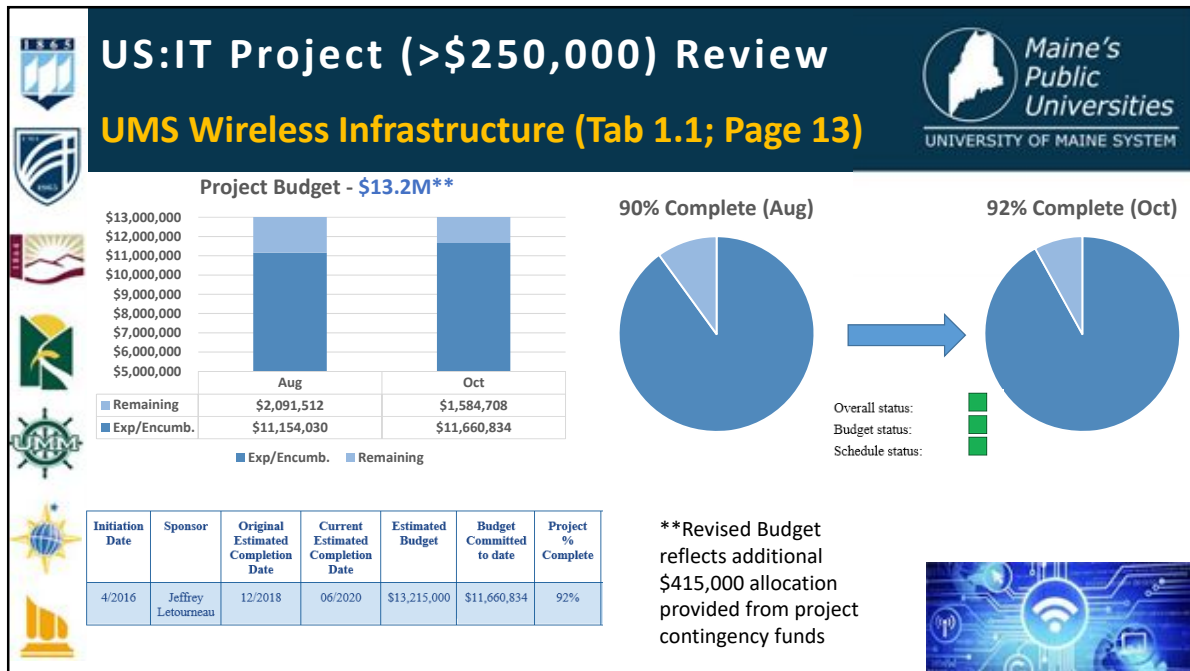 1865
US:IT Project (>$250,000) Review
UMS Wireless Infrastructure (Tab 1.1; Page 13)
Maine's
Public
Universities
UNIVERSITY OF MAINE SYSTEM
1965
1864
UMM
Project Budget - $13.2M**
$13,000,000
$12,000,000
$11,000,000
$10,000,000
$9,000,000
$8,000,000
$7,000,000
$6,000,000
$5,000,000
Aug Oct
Remaining $2,091,512 $1,584,708
Exp/Encumb. $11,154,030 $11,660,834
Exp/Encumb. Remaining
90% Complete (Aug)
92% Complete (Oct)
Overall status:
Budget status:
Schedule status:
Initiation Date
Sponsor
Original Estimated Completion Date
Current Estimated Completion Date
Estimated Budget
Budget Committed to date
Project % Complete
4/2016
Jeffrey Letourneau
12/2018
06/2020
$13,215,000
$11,660,834
92%
**Revised Budget
reflects additional
$415,000 allocation
provided from project
contingency funds